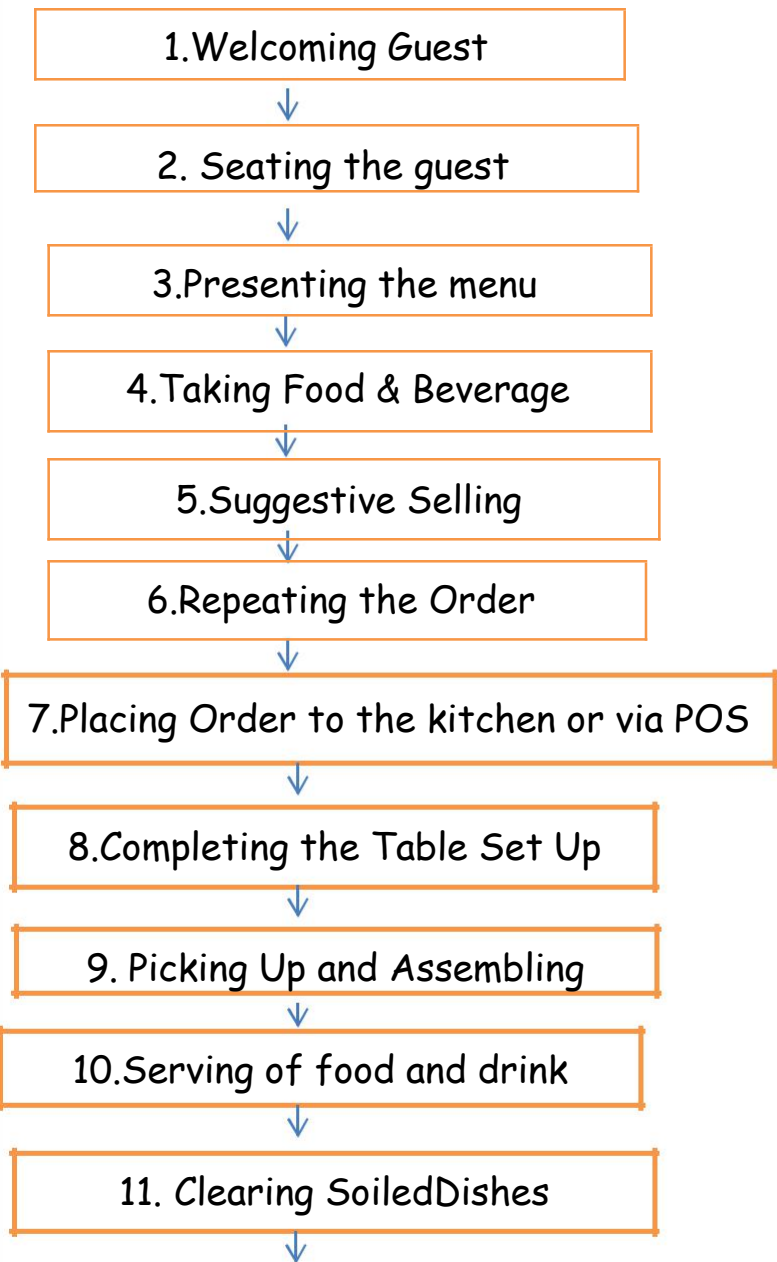 1.Welcoming Guest
2. Seating the guest
3.Presenting the menu
4.Taking Food & Beverage
5.Suggestive Selling
6.Repeating the Order
7.Placing Order to the kitchen or via POS
8.Completing the Table Set Up
9. Picking Up and Assembling
10.Serving of food and drink
11. Clearing SoiledDishes